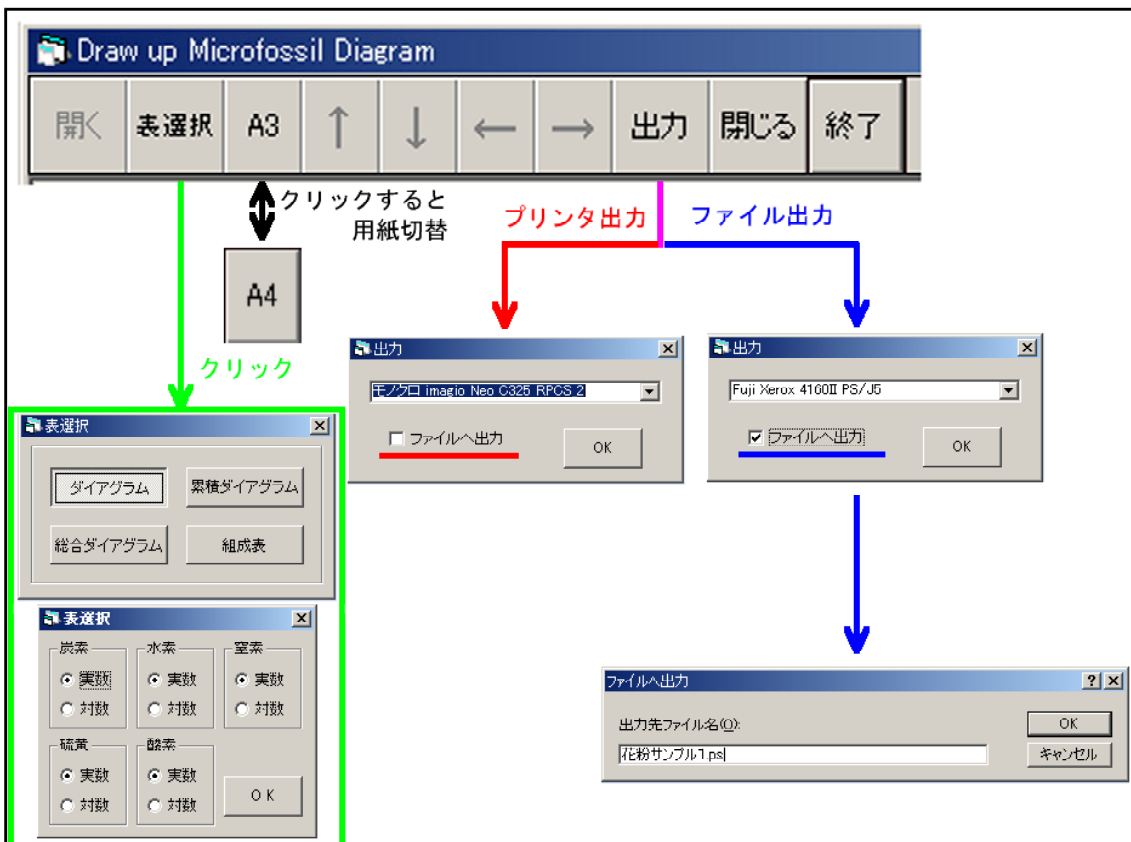 Draw up Microfossil Diagram
開く 表選択 A3 ↑ ↓ ← → 出力 閉じる 終了
クリックすると
用紙切替
プリンタ出力
ファイル出力
A4
クリック
出力
モノクロ imagio Neo C325 RPCS 2
ファイルへ出力
OK
出力
Fuji Xerox 4160II PS/J5
ファイルへ出力
OK
表選択
ダイアグラム 累積ダイアグラム
総合ダイアグラム 組成表
表選択
炭素 水素 窒素
実数 実数 実数
対数 対数 対数
硫黄 酸素
実数 実数
対数 対数
OK
ファイルへ出力
出力先ファイル名(O):
OK
花粉サンプル1.ps
キャンセル